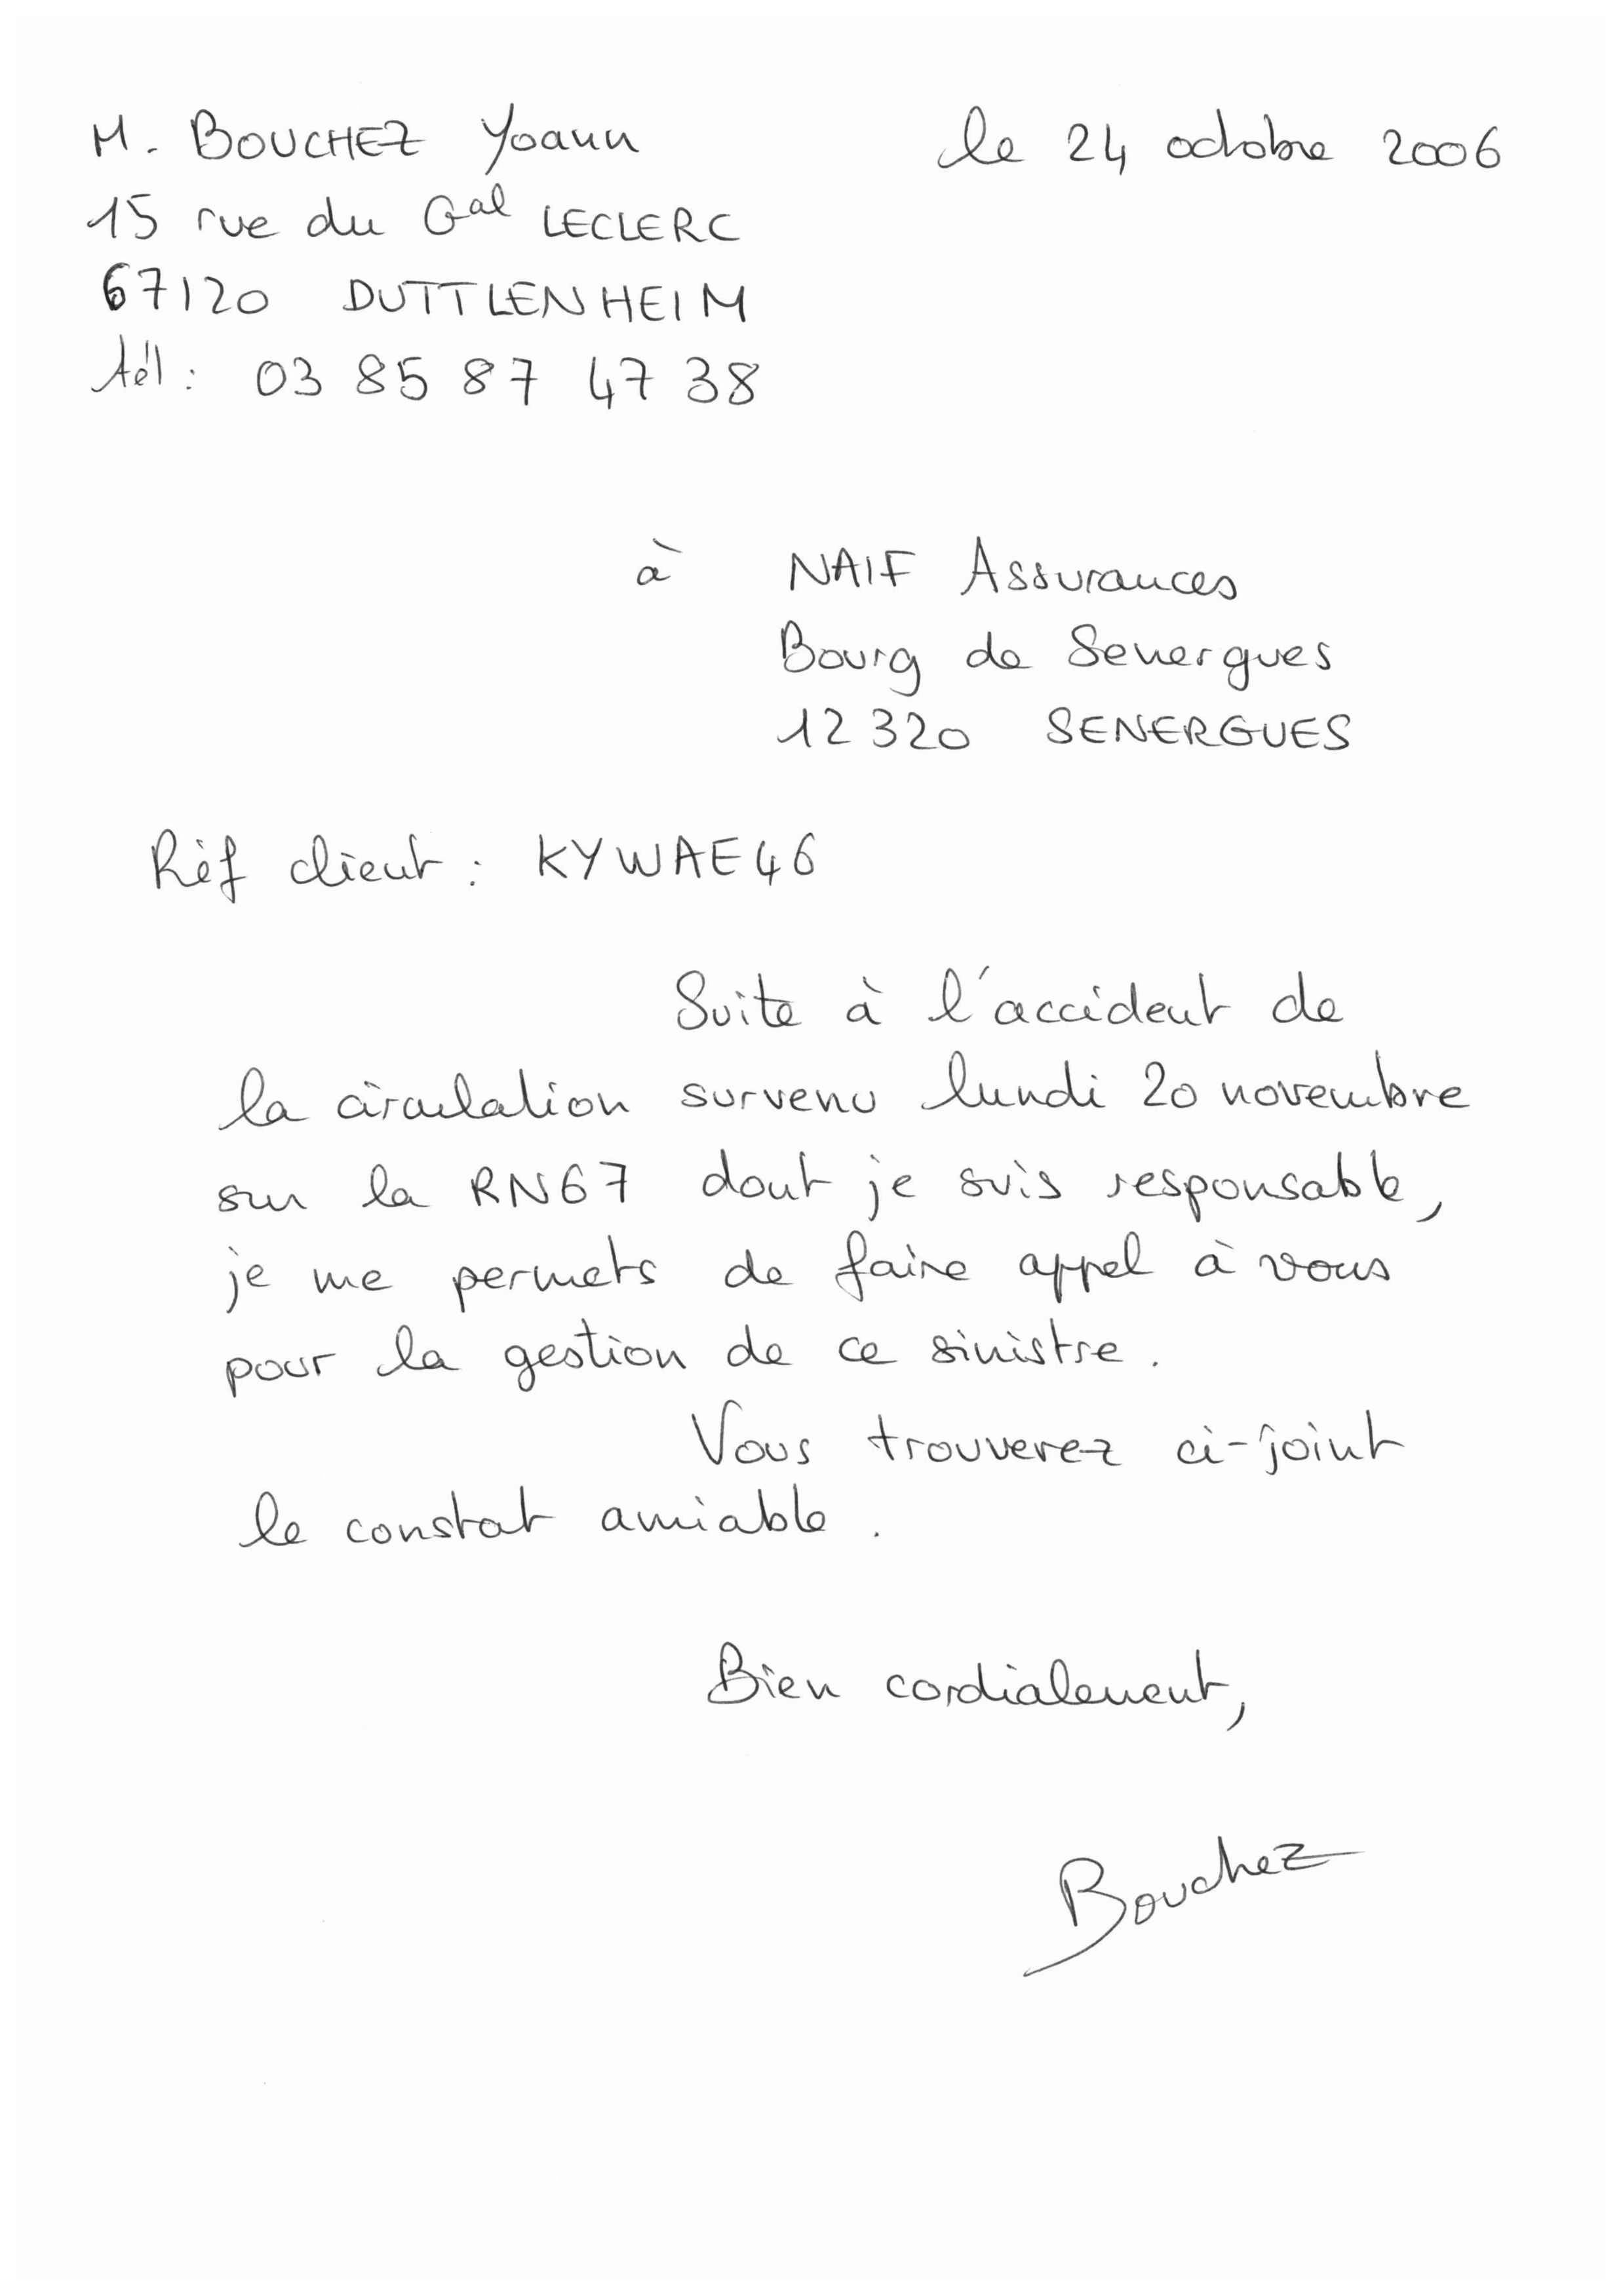 M. BOUCHEZ Yoann
le 24 octobre 2006
15 rue du Gal LECLERC
67120 DUTTLENHEIM
tél : 03 85 87 47 38
à NAIF Assurances
Bourg de Senergues
12320 SENERGUES
Réf client : KYWAE46
Suite à l'accident de
la circulation survenu lundi 20 novembre
sur la RN67 dont je suis responsable,
je me permets de faire appel à vous
pour la gestion de ce sinistre.
Vous trouverez ci-joint
le constat amiable.
Bien cordialement,
Bouchez